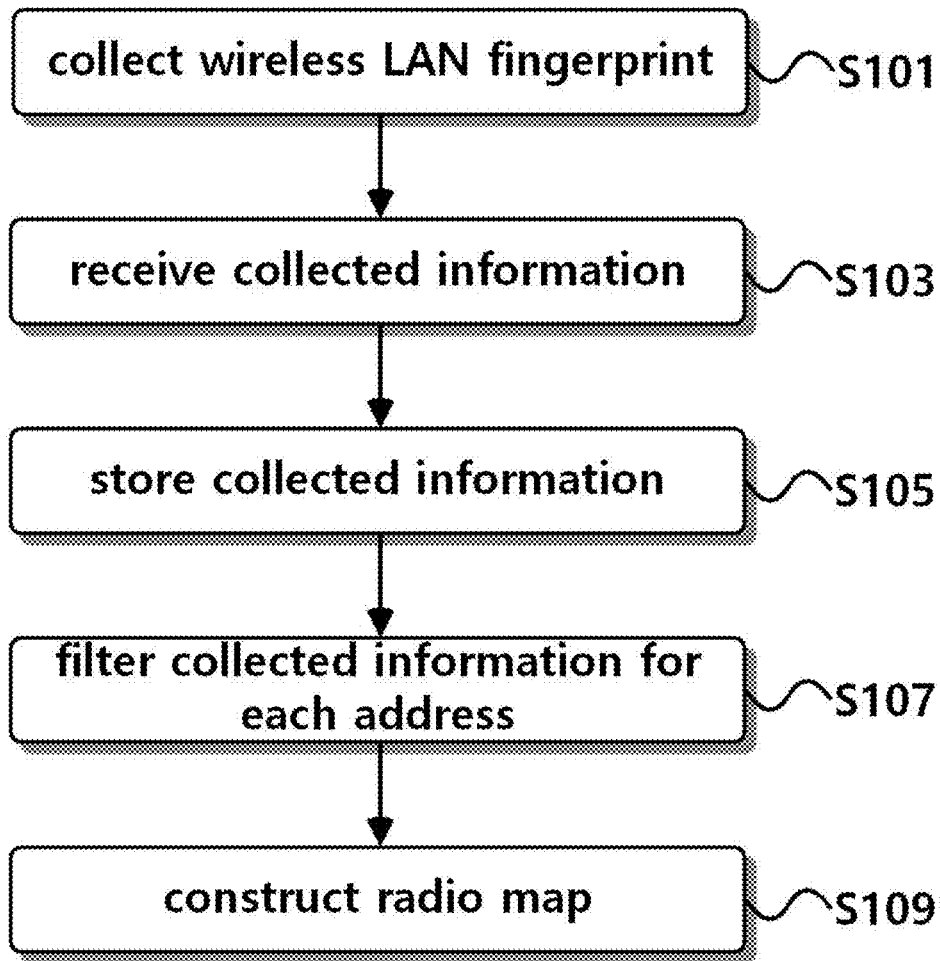 collect wireless LAN fingerprint S101
receive collected information S103
store collected information S105
filter collected information for
each address S107
construct radio map S109